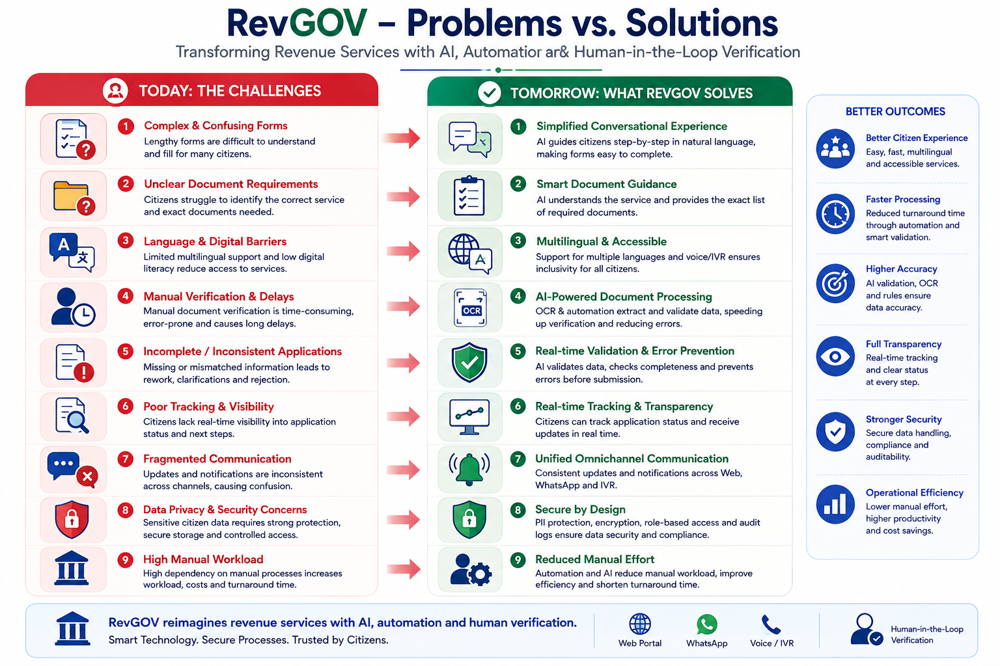 RevGOV – Problems vs. Solutions
Transforming Revenue Services with AI, Automatior ar& Human-in-the-Loop Verification
TODAY: THE CHALLENGES
1
Complex & Confusing Forms
Lengthy forms are difficult to understand
and fill for many citizens.
2
Unclear Document Requirements
Citizens struggle to identify the correct service
and exact documents needed.
3
Language & Digital Barriers
Limited multilingual support and low digital
literacy reduce access to services.
A
文
4
Manual Verification & Delays
Manual document verification is time-consuming,
error-prone and causes long delays.
5
Incomplete / Inconsistent Applications
Missing or mismatched information leads to
rework, clarifications and rejection.
6
Poor Tracking & Visibility
Citizens lack real-time visibility into application
status and next steps.
7
Fragmented Communication
Updates and notifications are inconsistent
across channels, causing confusion.
8
Data Privacy & Security Concerns
Sensitive citizen data requires strong protection,
secure storage and controlled access.
9
High Manual Workload
High dependency on manual processes increases
workload, costs and turnaround time.
TOMORROW: WHAT REVGOV SOLVES
1
Simplified Conversational Experience
AI guides citizens step-by-step in natural language,
making forms easy to complete.
2
Smart Document Guidance
AI understands the service and provides the exact list
of required documents.
3
Multilingual & Accessible
Support for multiple languages and voice/IVR ensures
inclusivity for all citizens.
A
4
AI-Powered Document Processing
OCR & automation extract and validate data, speeding
up verification and reducing errors.
OCR
5
Real-time Validation & Error Prevention
AI validates data, checks completeness and prevents
errors before submission.
6
Real-time Tracking & Transparency
Citizens can track application status and receive
updates in real time.
7
Unified Omnichannel Communication
Consistent updates and notifications across Web,
WhatsApp and IVR.
8
Secure by Design
PII protection, encryption, role-based access and audit
logs ensure data security and compliance.
9
Reduced Manual Effort
Automation and AI reduce manual workload, improve
efficiency and shorten turnaround time.
BETTER OUTCOMES
Better Citizen Experience
Easy, fast, multilingual
and accessible services.
Faster Processing
Reduced turnaround time
through automation and
smart validation.
Higher Accuracy
AI validation, OCR
and rules ensure
data accuracy.
Full Transparency
Real-time tracking
and clear status
at every step.
Stronger Security
Secure data handling,
compliance and
auditability.
Operational Efficiency
Lower manual effort,
higher productivity
and cost savings.
RevGOV reimagines revenue services with AI, automation and human verification.
Smart Technology. Secure Processes. Trusted by Citizens.
Web Portal
WhatsApp
Voice / IVR
Human-in-the-Loop
Verification